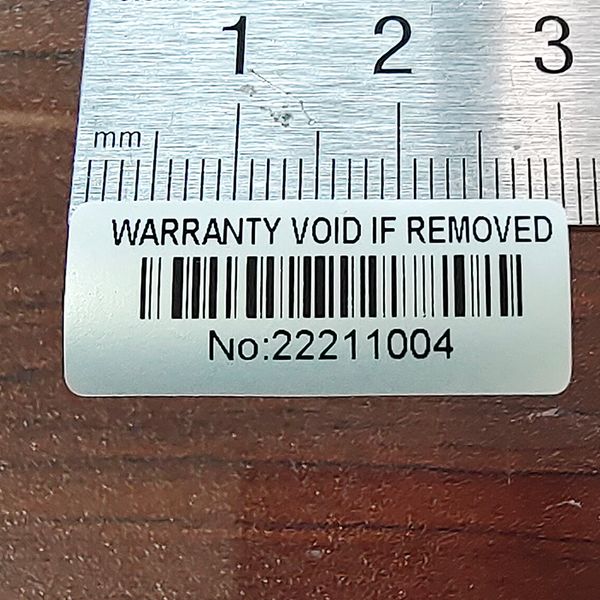 1 2 3
mm
WARRANTY VOID IF REMOVED
No:22211004